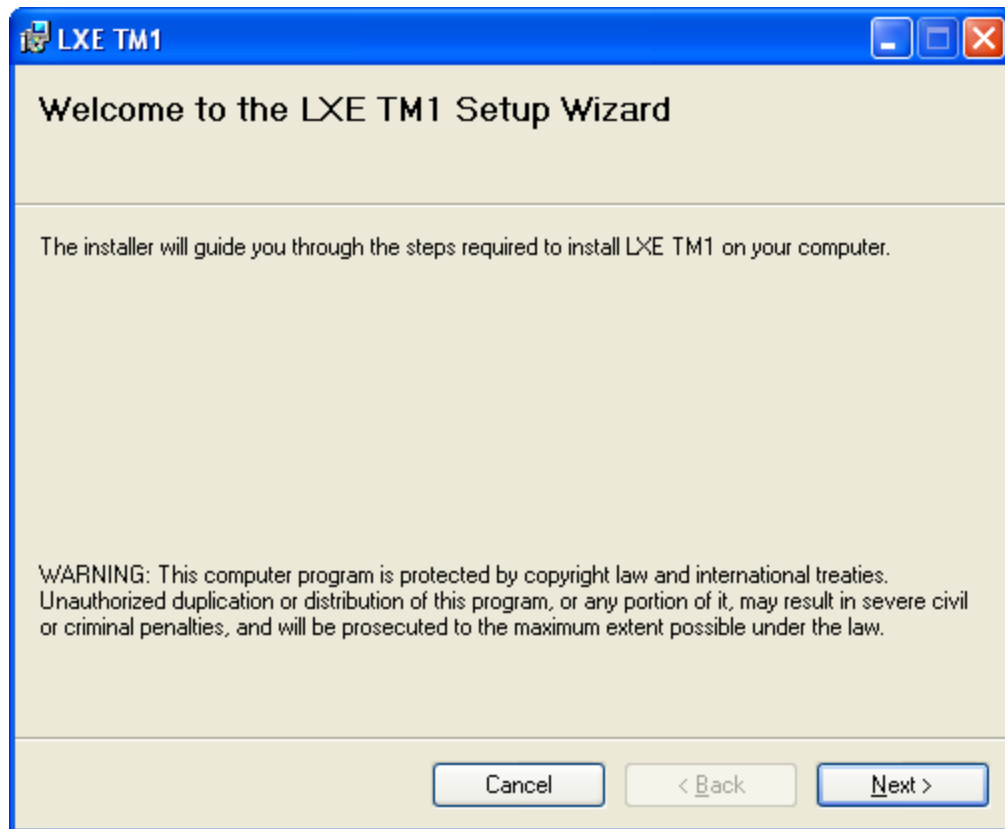 LXE TM1
Welcome to the LXE TM1 Setup Wizard
The installer will guide you through the steps required to install LXE TM1 on your computer.
WARNING: This computer program is protected by copyright law and international treaties.
Unauthorized duplication or distribution of this program, or any portion of it, may result in severe civil
or criminal penalties, and will be prosecuted to the maximum extent possible under the law.
Cancel
< Back
Next >